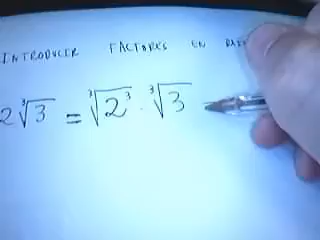 INTRODUCIR FACTORES EN
2∛3 = ∛2³ · ∛3